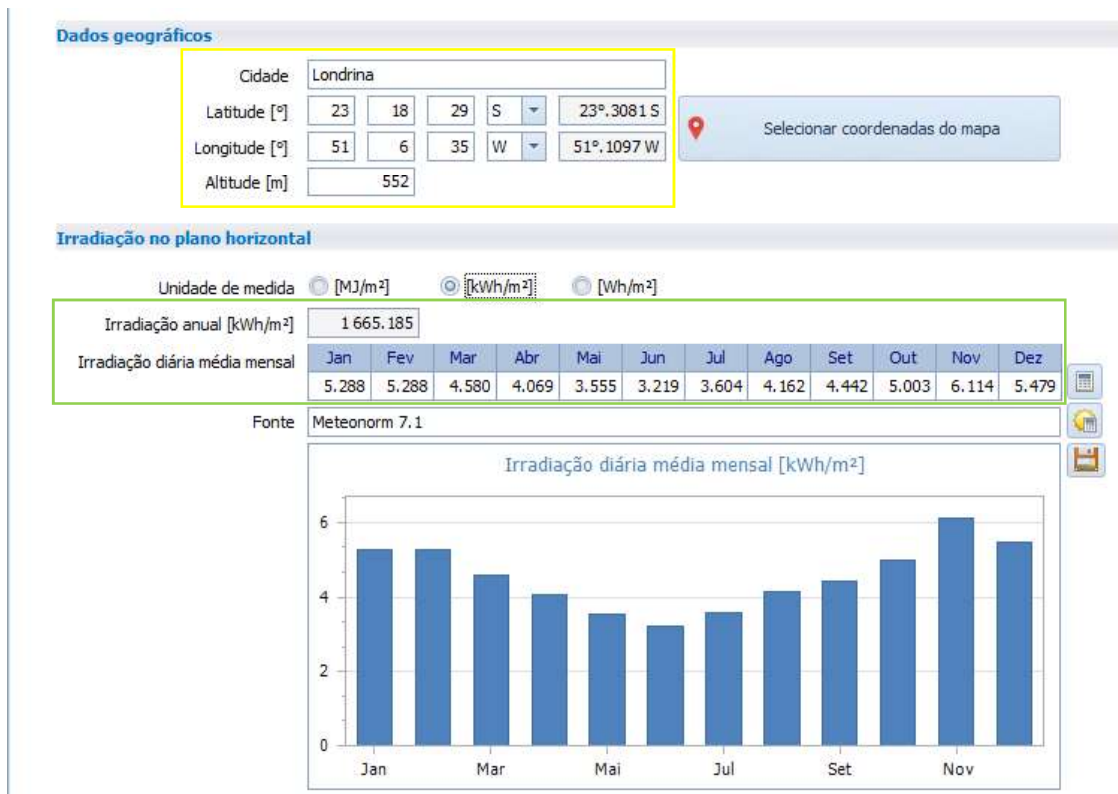 Dados geográficos
Cidade Londrina
Latitude [º] 23 18 29 S 23º.3081 S
Selecionar coordenadas do mapa
Longitude [º] 51 6 35 W 51º.1097 W
Altitude [m] 552
Irradiação no plano horizontal
Unidade de medida [MJ/m²] [kWh/m²] [Wh/m²]
Irradiação anual [kWh/m²] 1 665.185
Irradiação diária média mensal Jan Fev Mar Abr Mai Jun Jul Ago Set Out Nov Dez
5.288 5.288 4.580 4.069 3.555 3.219 3.604 4.162 4.442 5.003 6.114 5.479
Fonte Meteonorm 7.1
Irradiação diária média mensal [kWh/m²]
6
4
2
0
Jan Mar Mai Jul Set Nov